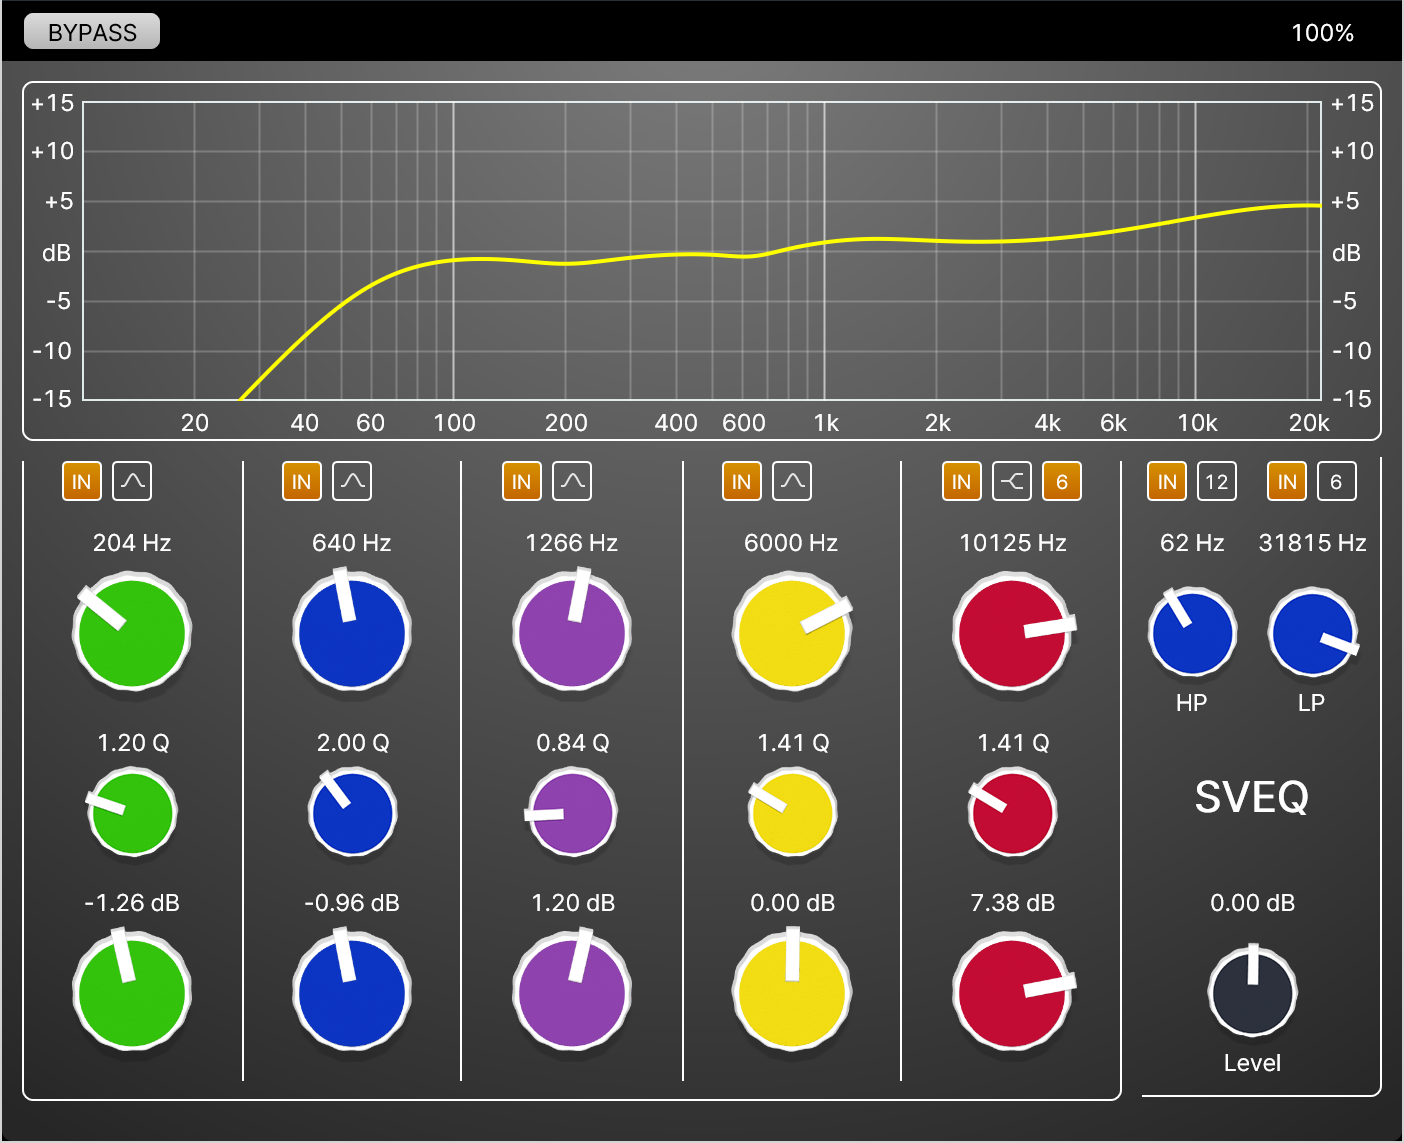 BYPASS 100%
+15 +15
+10 +10
+5 +5
dB dB
-5 -5
-10 -10
-15 -15
20 40 60 100 200 400 600 1k 2k 4k 6k 10k 20k
IN IN IN IN IN 6 IN 12 IN 6
204 Hz 640 Hz 1266 Hz 6000 Hz 10125 Hz 62 Hz 31815 Hz
HP LP
1.20 Q 2.00 Q 0.84 Q 1.41 Q 1.41 Q
SVEQ
-1.26 dB -0.96 dB 1.20 dB 0.00 dB 7.38 dB 0.00 dB
Level